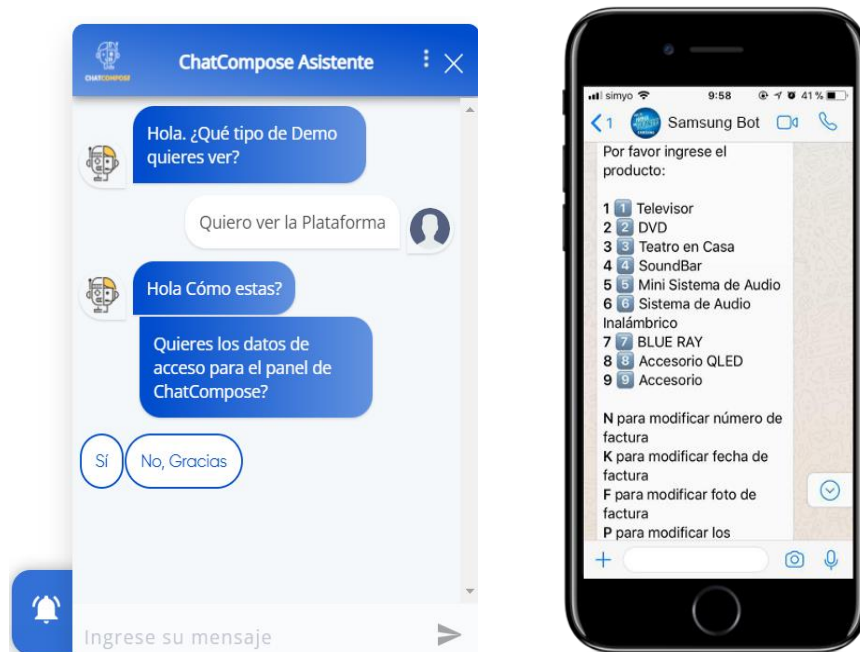 CHATCOMPOSE
ChatCompose Asistente
Hola. ¿Qué tipo de Demo
quieres ver?
Quiero ver la Plataforma
Hola Cómo estas?
Quieres los datos de
acceso para el panel de
ChatCompose?
Sí
No, Gracias
Ingrese su mensaje
simyo 9:58 41 %
1 Samsung Bot
Por favor ingrese el
producto:
1 1 Televisor
2 2 DVD
3 3 Teatro en Casa
4 4 SoundBar
5 5 Mini Sistema de Audio
6 6 Sistema de Audio
Inalámbrico
7 7 BLUE RAY
8 8 Accesorio QLED
9 9 Accesorio
N para modificar número de
factura
K para modificar fecha de
factura
F para modificar foto de
factura
P para modificar los